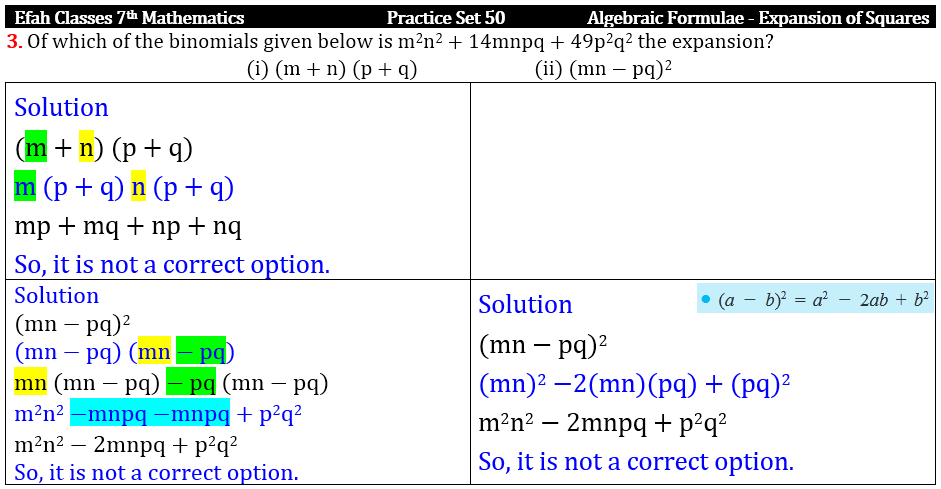 Efah Classes 7th Mathematics Practice Set 50 Algebraic Formulae - Expansion of Squares
3. Of which of the binomials given below is m²n² + 14mnpq + 49p²q² the expansion?
(i) (m + n) (p + q) (ii) (mn – pq)²
Solution
(m + n) (p + q)
m (p + q) n (p + q)
mp + mq + np + nq
So, it is not a correct option.
Solution
(mn – pq)²
(mn – pq) (mn – pq)
mn (mn – pq) – pq (mn – pq)
m²n² –mnpq –mnpq + p²q²
m²n² – 2mnpq + p²q²
So, it is not a correct option.
Solution
• (a − b)² = a² − 2ab + b²
(mn – pq)²
(mn)² –2(mn)(pq) + (pq)²
m²n² – 2mnpq + p²q²
So, it is not a correct option.